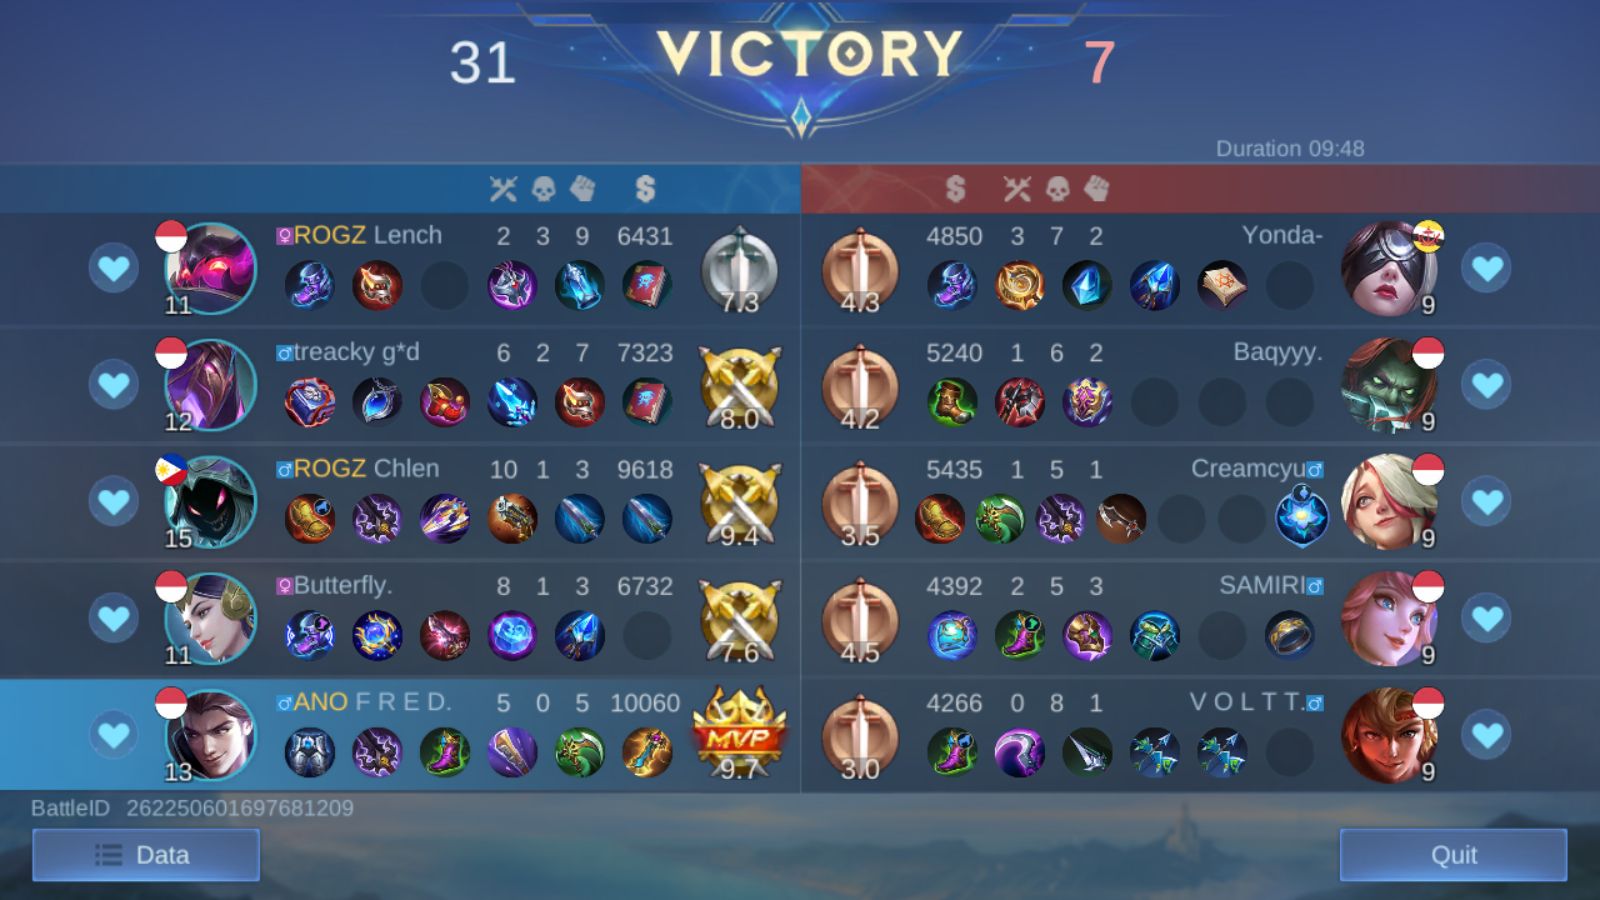 31 VICTORY 7
Duration 09:48
ROGZ Lench 2 3 9 6431
11 7.3
4850 3 7 2 Yonda-
4.3 9
treacky g*d 6 2 7 7323
12 8.0
5240 1 6 2 Baqyyy.
4.2 9
ROGZ Chlen 10 1 3 9618
15 9.4
5435 1 5 1 Creamcyu
3.5 9
Butterfly. 8 1 3 6732
11 7.6
4392 2 5 3 SAMIRI
4.5 9
ANO F R E D. 5 0 5 10060
13 MVP 9.7
4266 0 8 1 V O L T T.
3.0 9
BattleID 262250601697681209
Data
Quit